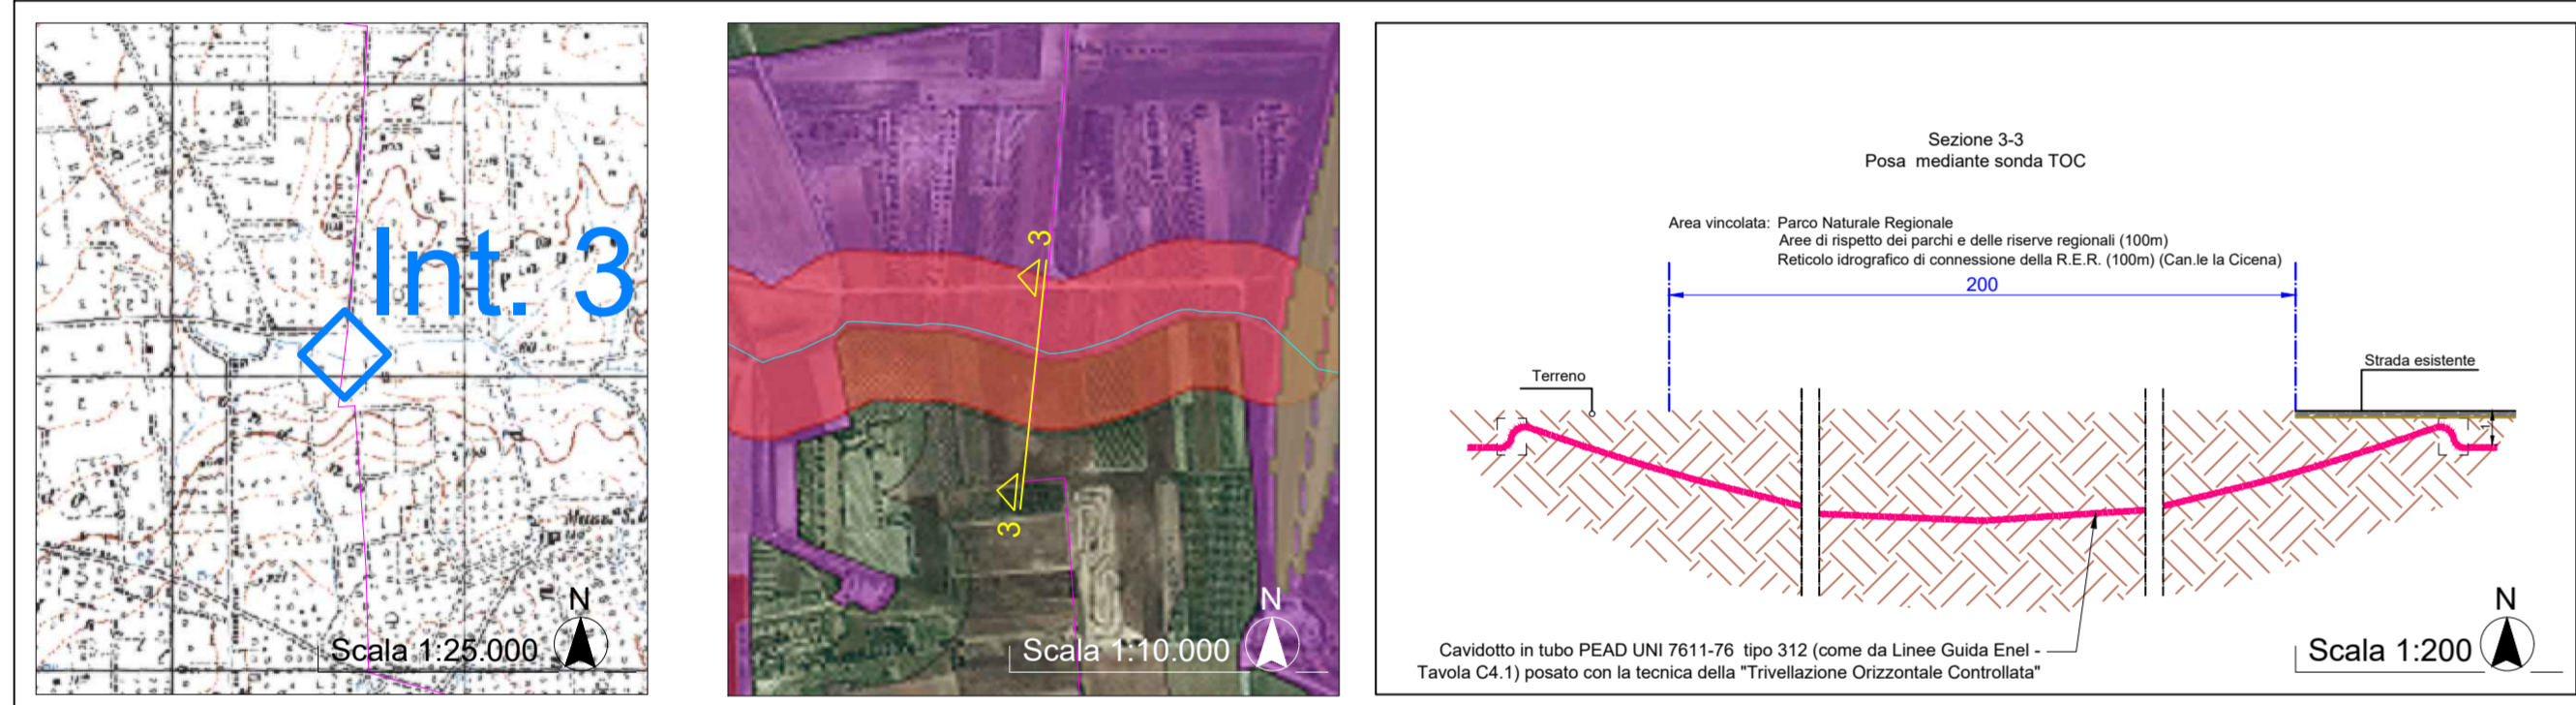 Int. 3
N
Scala 1:25.000
3
3
N
Scala 1:10.000
Sezione 3-3
Posa mediante sonda TOC
Area vincolata: Parco Naturale Regionale
Aree di rispetto dei parchi e delle riserve regionali (100m)
Reticolo idrografico di connessione della R.E.R. (100m) (Can.le la Cicena)
200
Terreno
Strada esistente
1
Cavidotto in tubo PEAD UNI 7611-76 tipo 312 (come da Linee Guida Enel -
Tavola C4.1) posato con la tecnica della "Trivellazione Orizzontale Controllata"
N
Scala 1:200